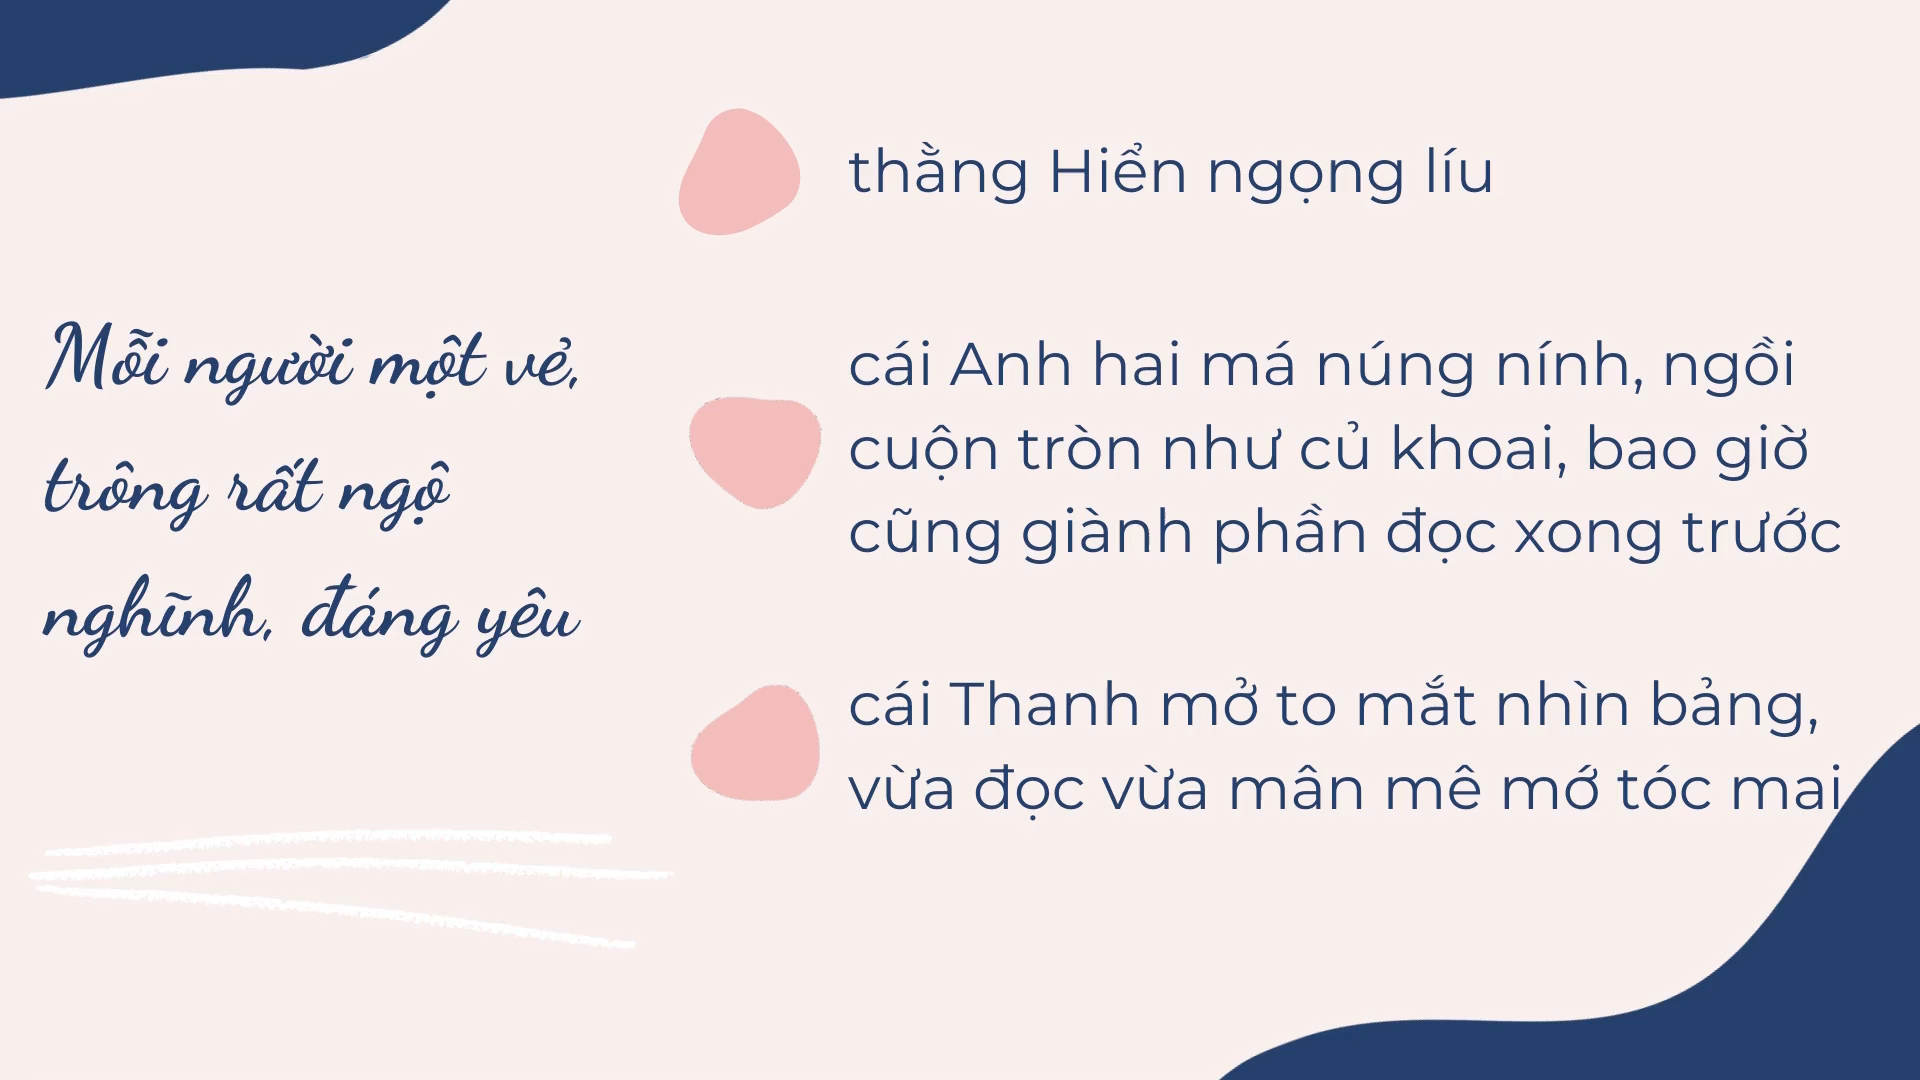 Mỗi người một vẻ,
trông rất ngộ
nghĩnh, đáng yêu
thằng Hiển ngọng líu
cái Anh hai má núng nính, ngồi
cuộn tròn như củ khoai, bao giờ
cũng giành phần đọc xong trước
cái Thanh mở to mắt nhìn bảng,
vừa đọc vừa mân mê mớ tóc mai